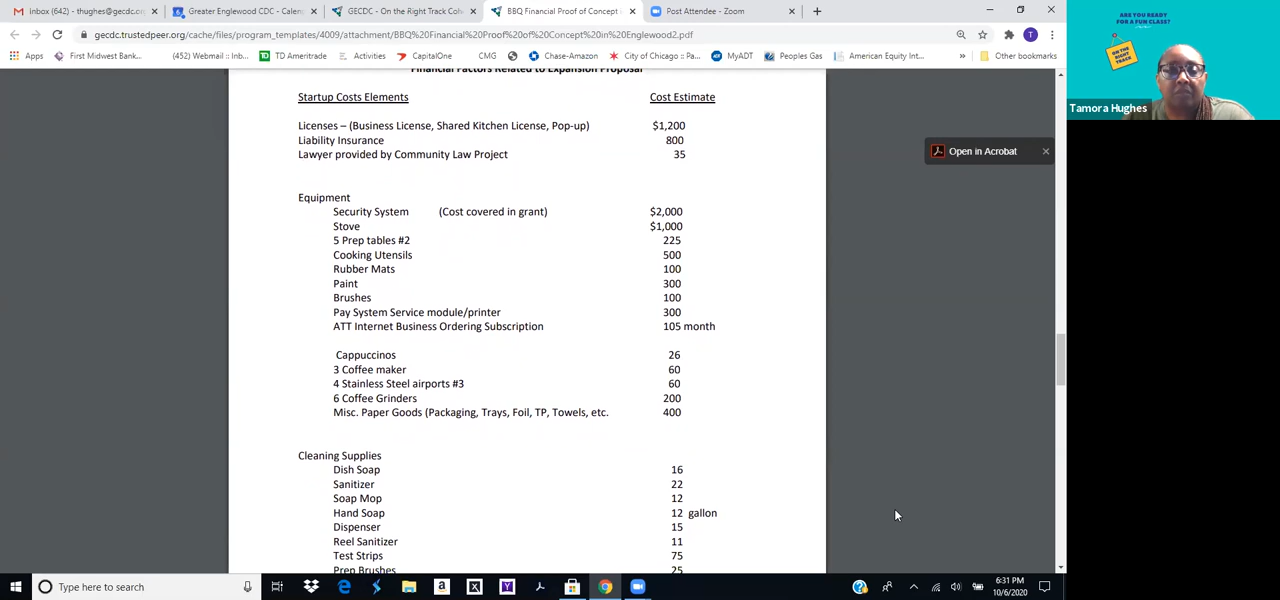 Inbox (642) - thughes@gecdc.o
Greater Englewood CDC - Calen
GECDC - On the Right Track Coh
BBQ Financial Proof of Concept
Post Attendee - Zoom
gecdc.trustedpeer.org/cache/files/program_templates/4009/attachment/BBQ%20Financial%20Proof%20of%20Concept%20in%20Englewood2.pdf
T
Apps
First Midwest Bank...
(452) Webmail :: Inb...
TD Ameritrade
Activities
CapitalOne
CMG
Chase-Amazon
City of Chicago :: Pa...
MyADT
Peoples Gas
American Equity Int...
»
Other bookmarks
Financial Factors Related to Expansion Proposal
Startup Costs Elements Cost Estimate
Licenses – (Business License, Shared Kitchen License, Pop-up) $1,200
Liability Insurance 800
Lawyer provided by Community Law Project 35
Equipment
Security System (Cost covered in grant) $2,000
Stove $1,000
5 Prep tables #2 225
Cooking Utensils 500
Rubber Mats 100
Paint 300
Brushes 100
Pay System Service module/printer 300
ATT Internet Business Ordering Subscription 105 month
Cappuccinos 26
3 Coffee maker 60
4 Stainless Steel airports #3 60
6 Coffee Grinders 200
Misc. Paper Goods (Packaging, Trays, Foil, TP, Towels, etc. 400
Cleaning Supplies
Dish Soap 16
Sanitizer 22
Soap Mop 12
Hand Soap 12 gallon
Dispenser 15
Reel Sanitizer 11
Test Strips 75
Prep Brushes 25
Open in Acrobat
ARE YOU READY
FOR A FUN CLASS?
ON THE
RIGHT
TRACK
Tamora Hughes
Type here to search
6:31 PM
10/6/2020